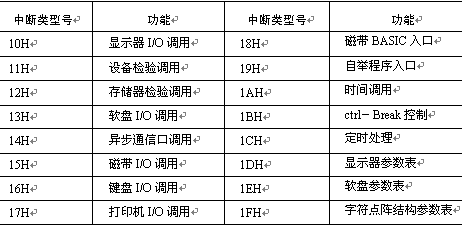 中断类型号 功能 中断类型号 功能
10H 显示器 I/O 调用 18H 磁带 BASIC 入口
11H 设备检验调用 19H 自举程序入口
12H 存储器检验调用 1AH 时间调用
13H 软盘 I/O 调用 1BH ctrl－Break 控制
14H 异步通信口调用 1CH 定时处理
15H 磁带 I/O 调用 1DH 显示器参数表
16H 键盘 I/O 调用 1EH 软盘参数表
17H 打印机 I/O 调用 1FH 字符点阵结构参数表